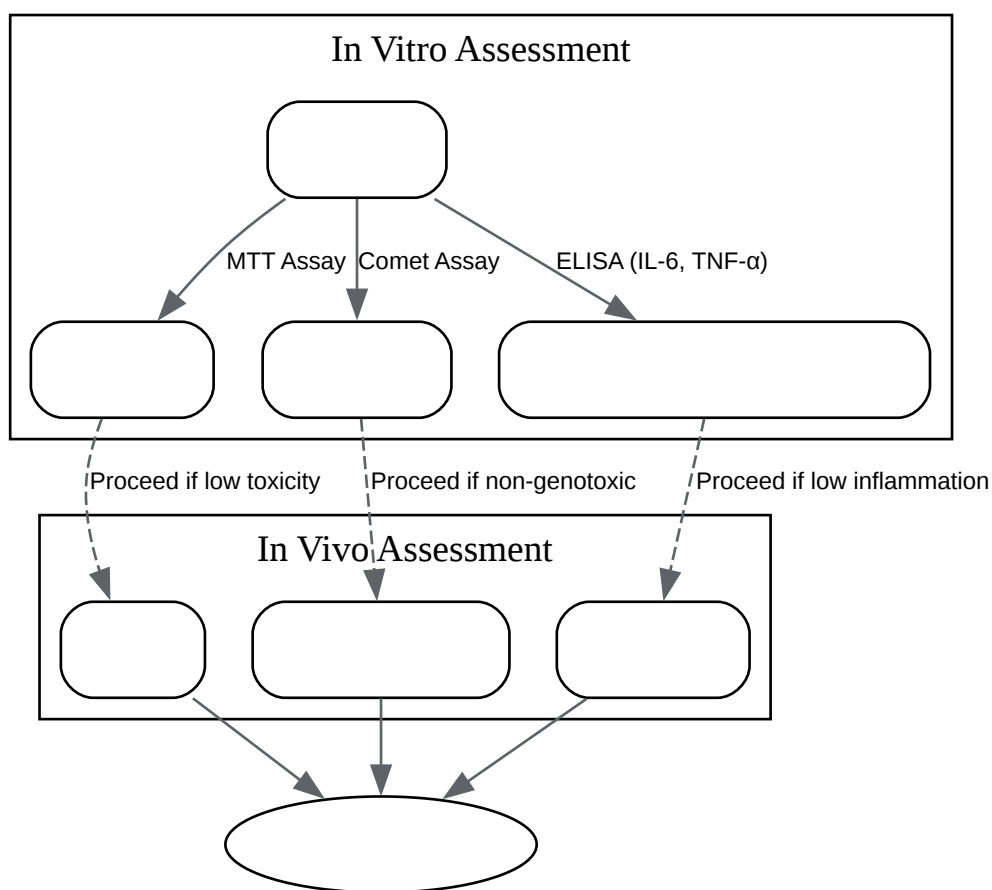 In Vitro Assessment
MTT Assay
Comet Assay
ELISA (IL-6, TNF-α)
Proceed if low toxicity
Proceed if non-genotoxic
Proceed if low inflammation
In Vivo Assessment